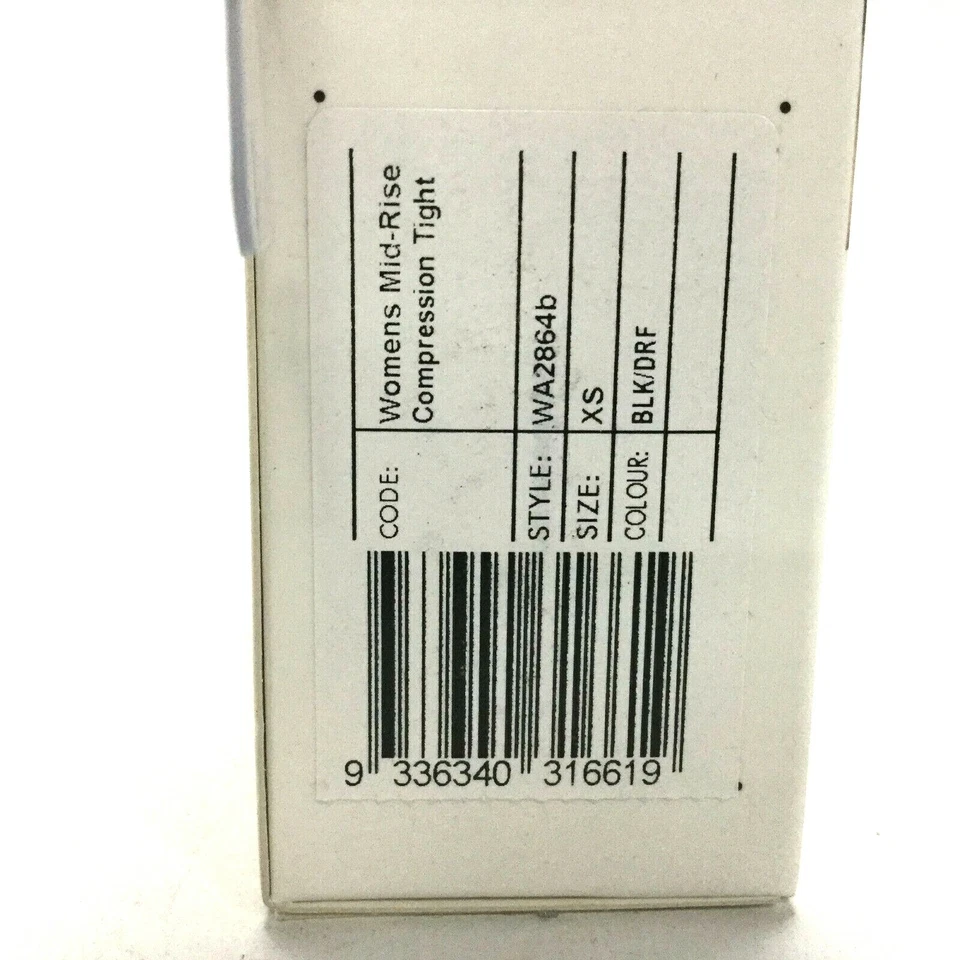 CODE: Womens Mid-Rise
Compression Tight
STYLE: WA2864b
SIZE: XS
COLOUR: BLK/DRF
9 336340 316619